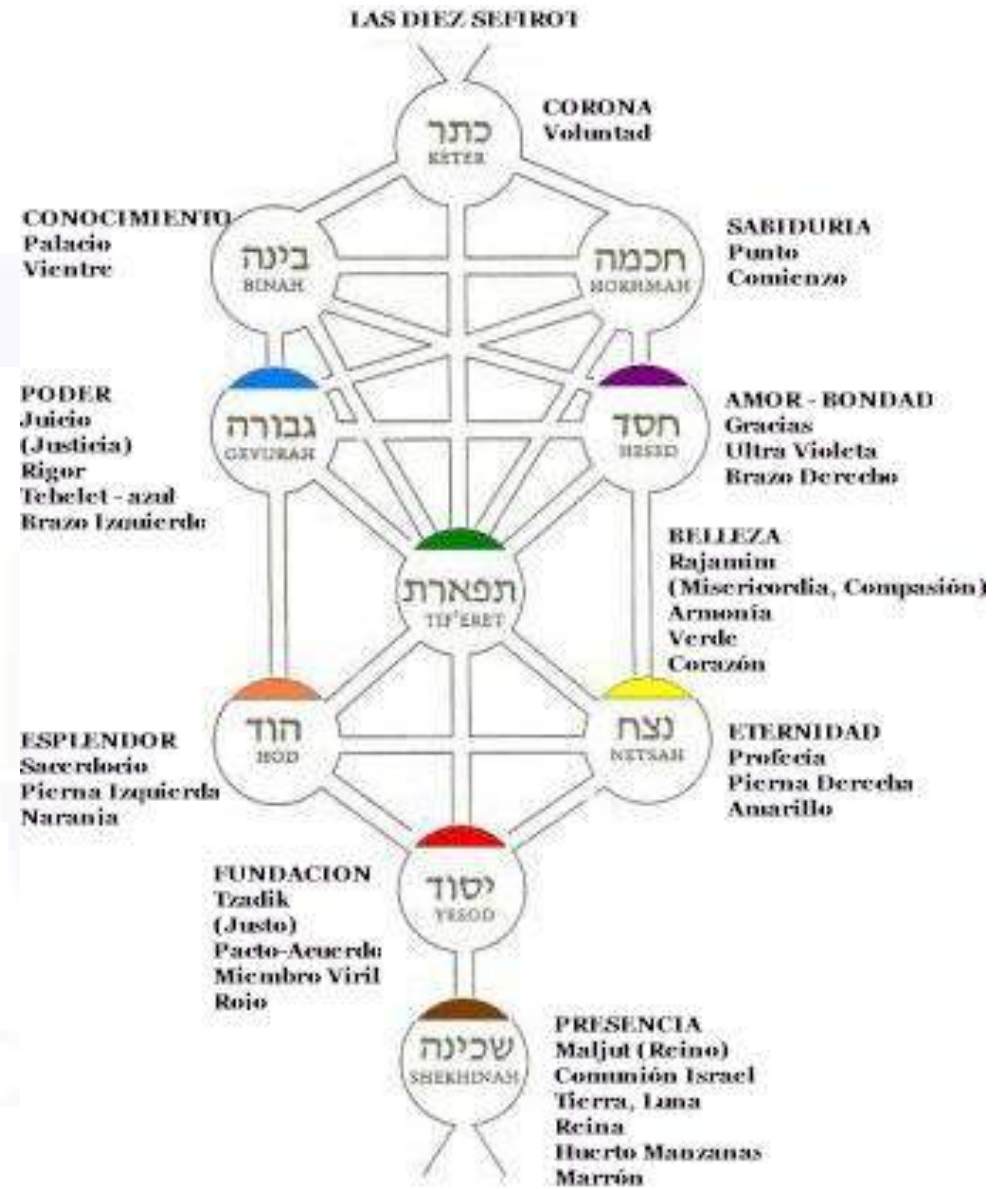 LAS DIEZ SEFIROT
כתר
KETER
CORONA
Voluntad
CONOCIMIENTO
Palacio
Vientre
בינה
BINAH
חכמה
HOKHMAH
SABIDURIA
Punto
Comienzo
PODER
Juicio
(Justicia)
Rigor
Tehelet - azul
Brazo Izquierdo
גבורה
GEVURAH
חסד
HESED
AMOR - BONDAD
Gracias
Ultra Violeta
Brazo Derecho
תפארת
TIF'ERET
BELLEZA
Rajamim
(Misericordia, Compasión)
Armonía
Verde
Corazón
ESPLENDOR
Sacerdocio
Pierna Izquierda
Naranja
הוד
HOD
נצח
NETSAH
ETERNIDAD
Profecia
Pierna Derecha
Amarillo
FUNDACION
Tzadik
(Justo)
Pacto-Acuerdo
Miembro Viril
Rojo
יסוד
YESOD
שכינה
SHEKHINAH
PRESENCIA
Maljut (Reino)
Comunión Israel
Tierra, Luna
Reina
Huerto Manzanas
Marrón